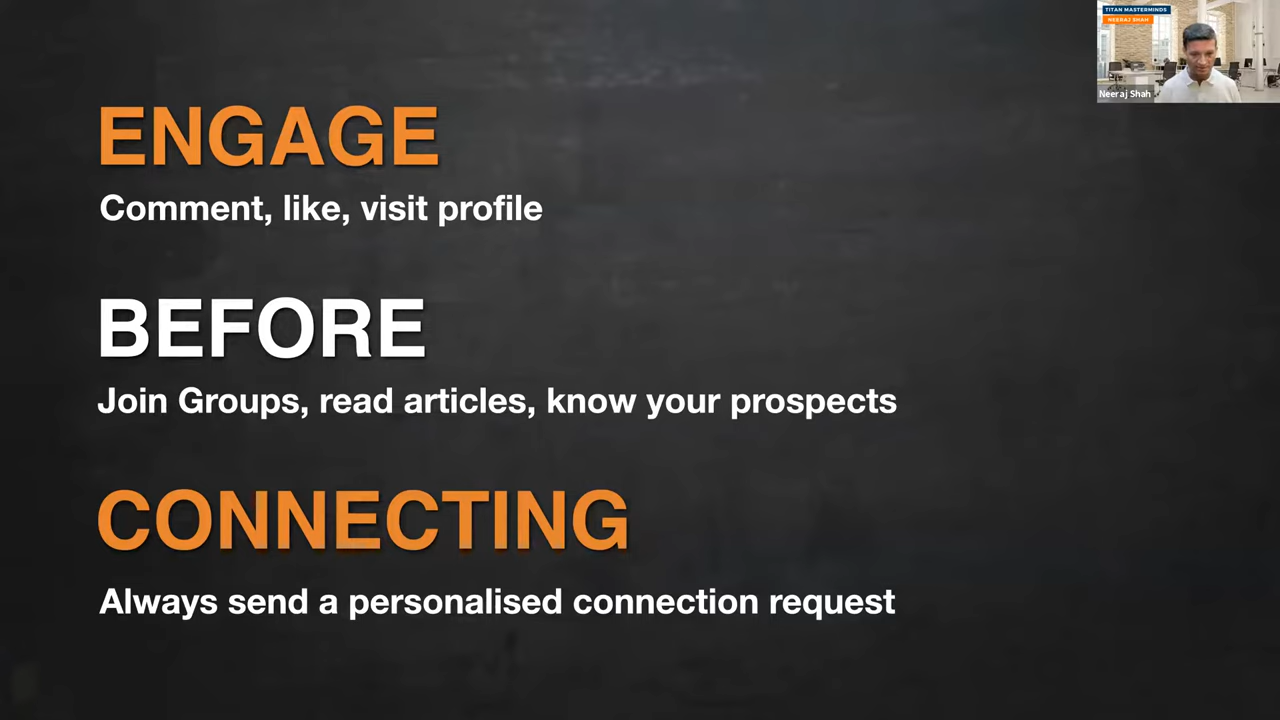 TITAN MASTERMINDS
NEERAJ SHAH
Neeraj Shah
ENGAGE
Comment, like, visit profile
BEFORE
Join Groups, read articles, know your prospects
CONNECTING
Always send a personalised connection request